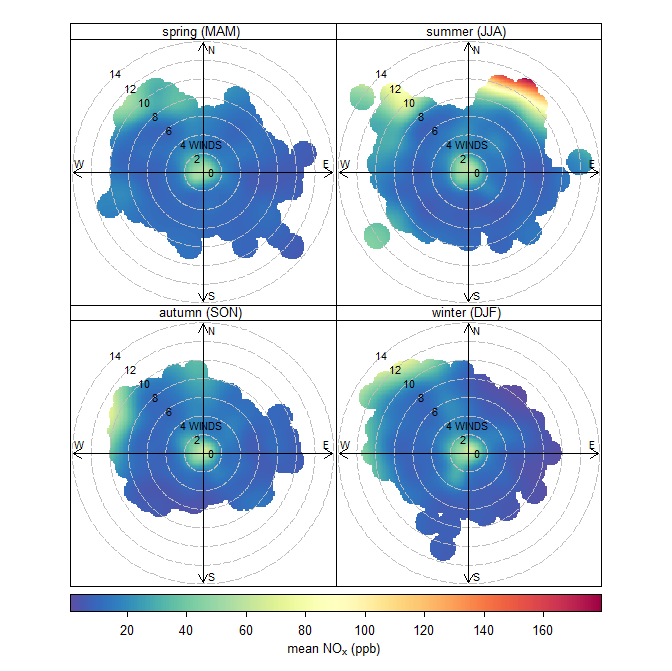 spring (MAM)
summer (JJA)
N
N
14
12
10
8
6
4 WINDS
2
0
W
E
S
14
12
10
8
6
4 WINDS
2
0
W
E
S
autumn (SON)
winter (DJF)
N
N
14
12
10
8
6
4 WINDS
2
0
W
E
S
14
12
10
8
6
4 WINDS
2
0
W
E
S
20 40 60 80 100 120 140 160
mean NOₓ (ppb)